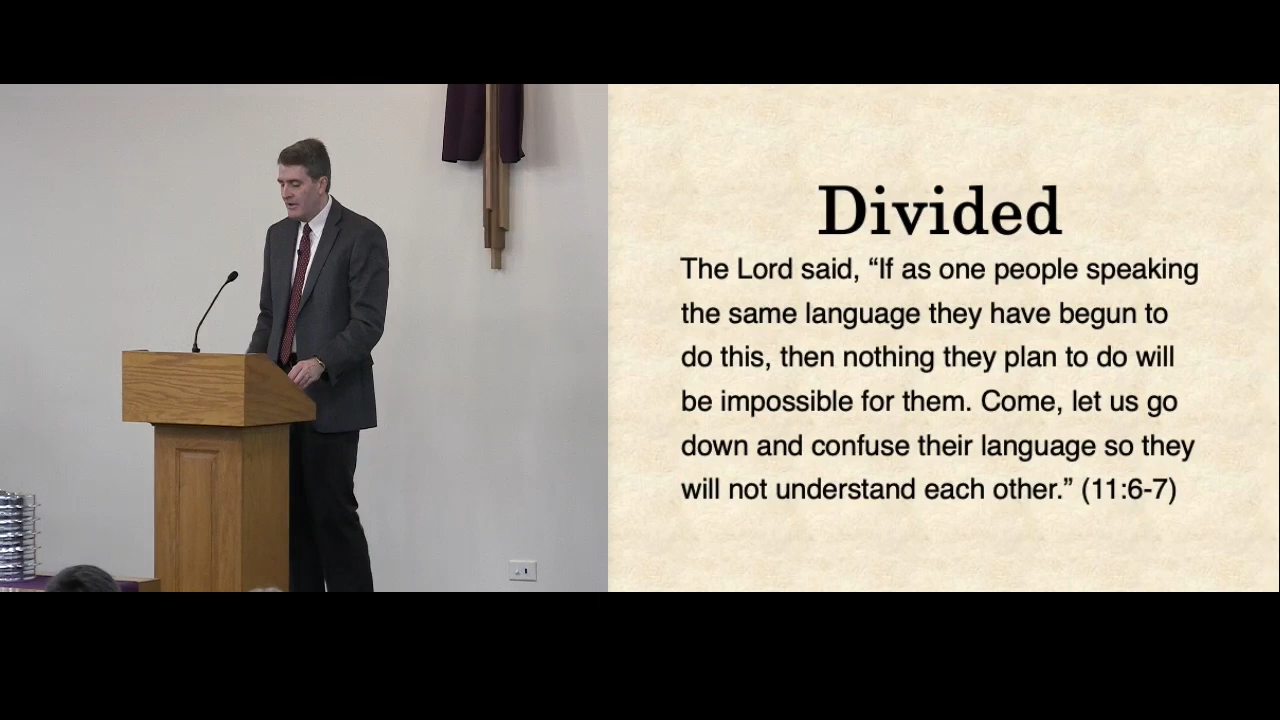 Divided
The Lord said, “If as one people speaking
the same language they have begun to
do this, then nothing they plan to do will
be impossible for them. Come, let us go
down and confuse their language so they
will not understand each other.” (11:6-7)